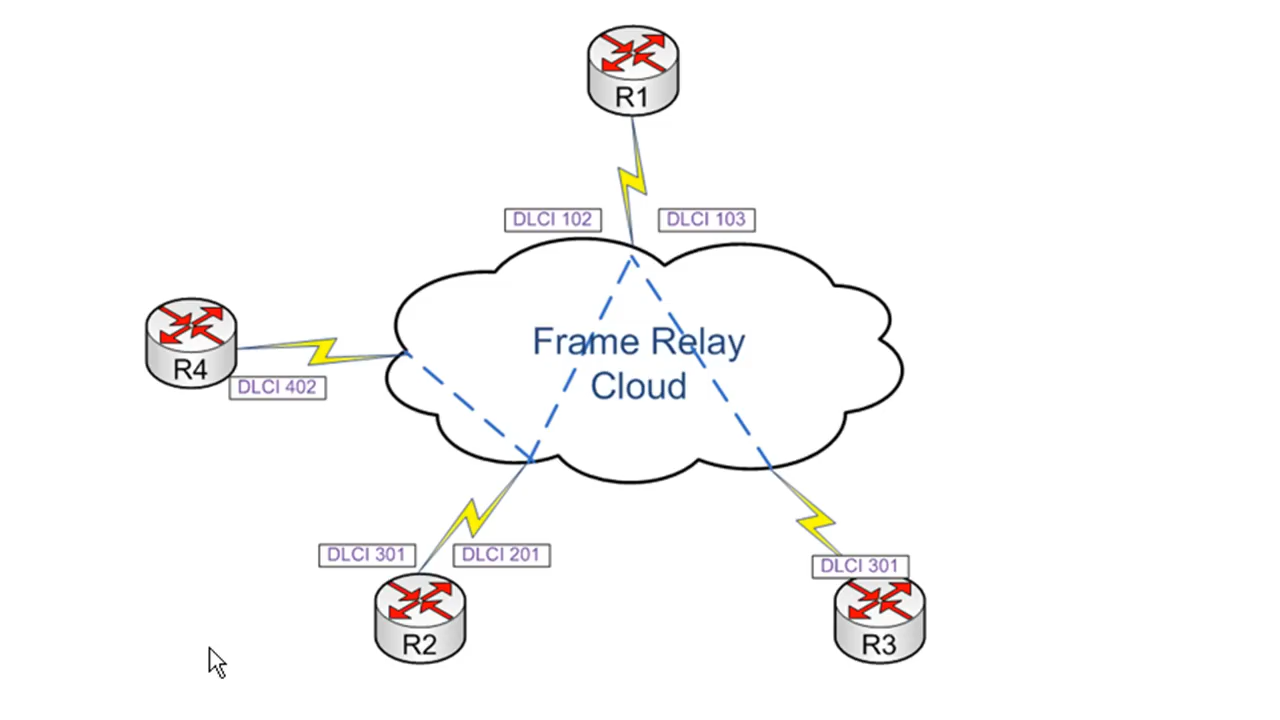 R1
DLCI 102
DLCI 103
Frame Relay
Cloud
R4
DLCI 402
DLCI 301
DLCI 201
DLCI 301
R2
R3